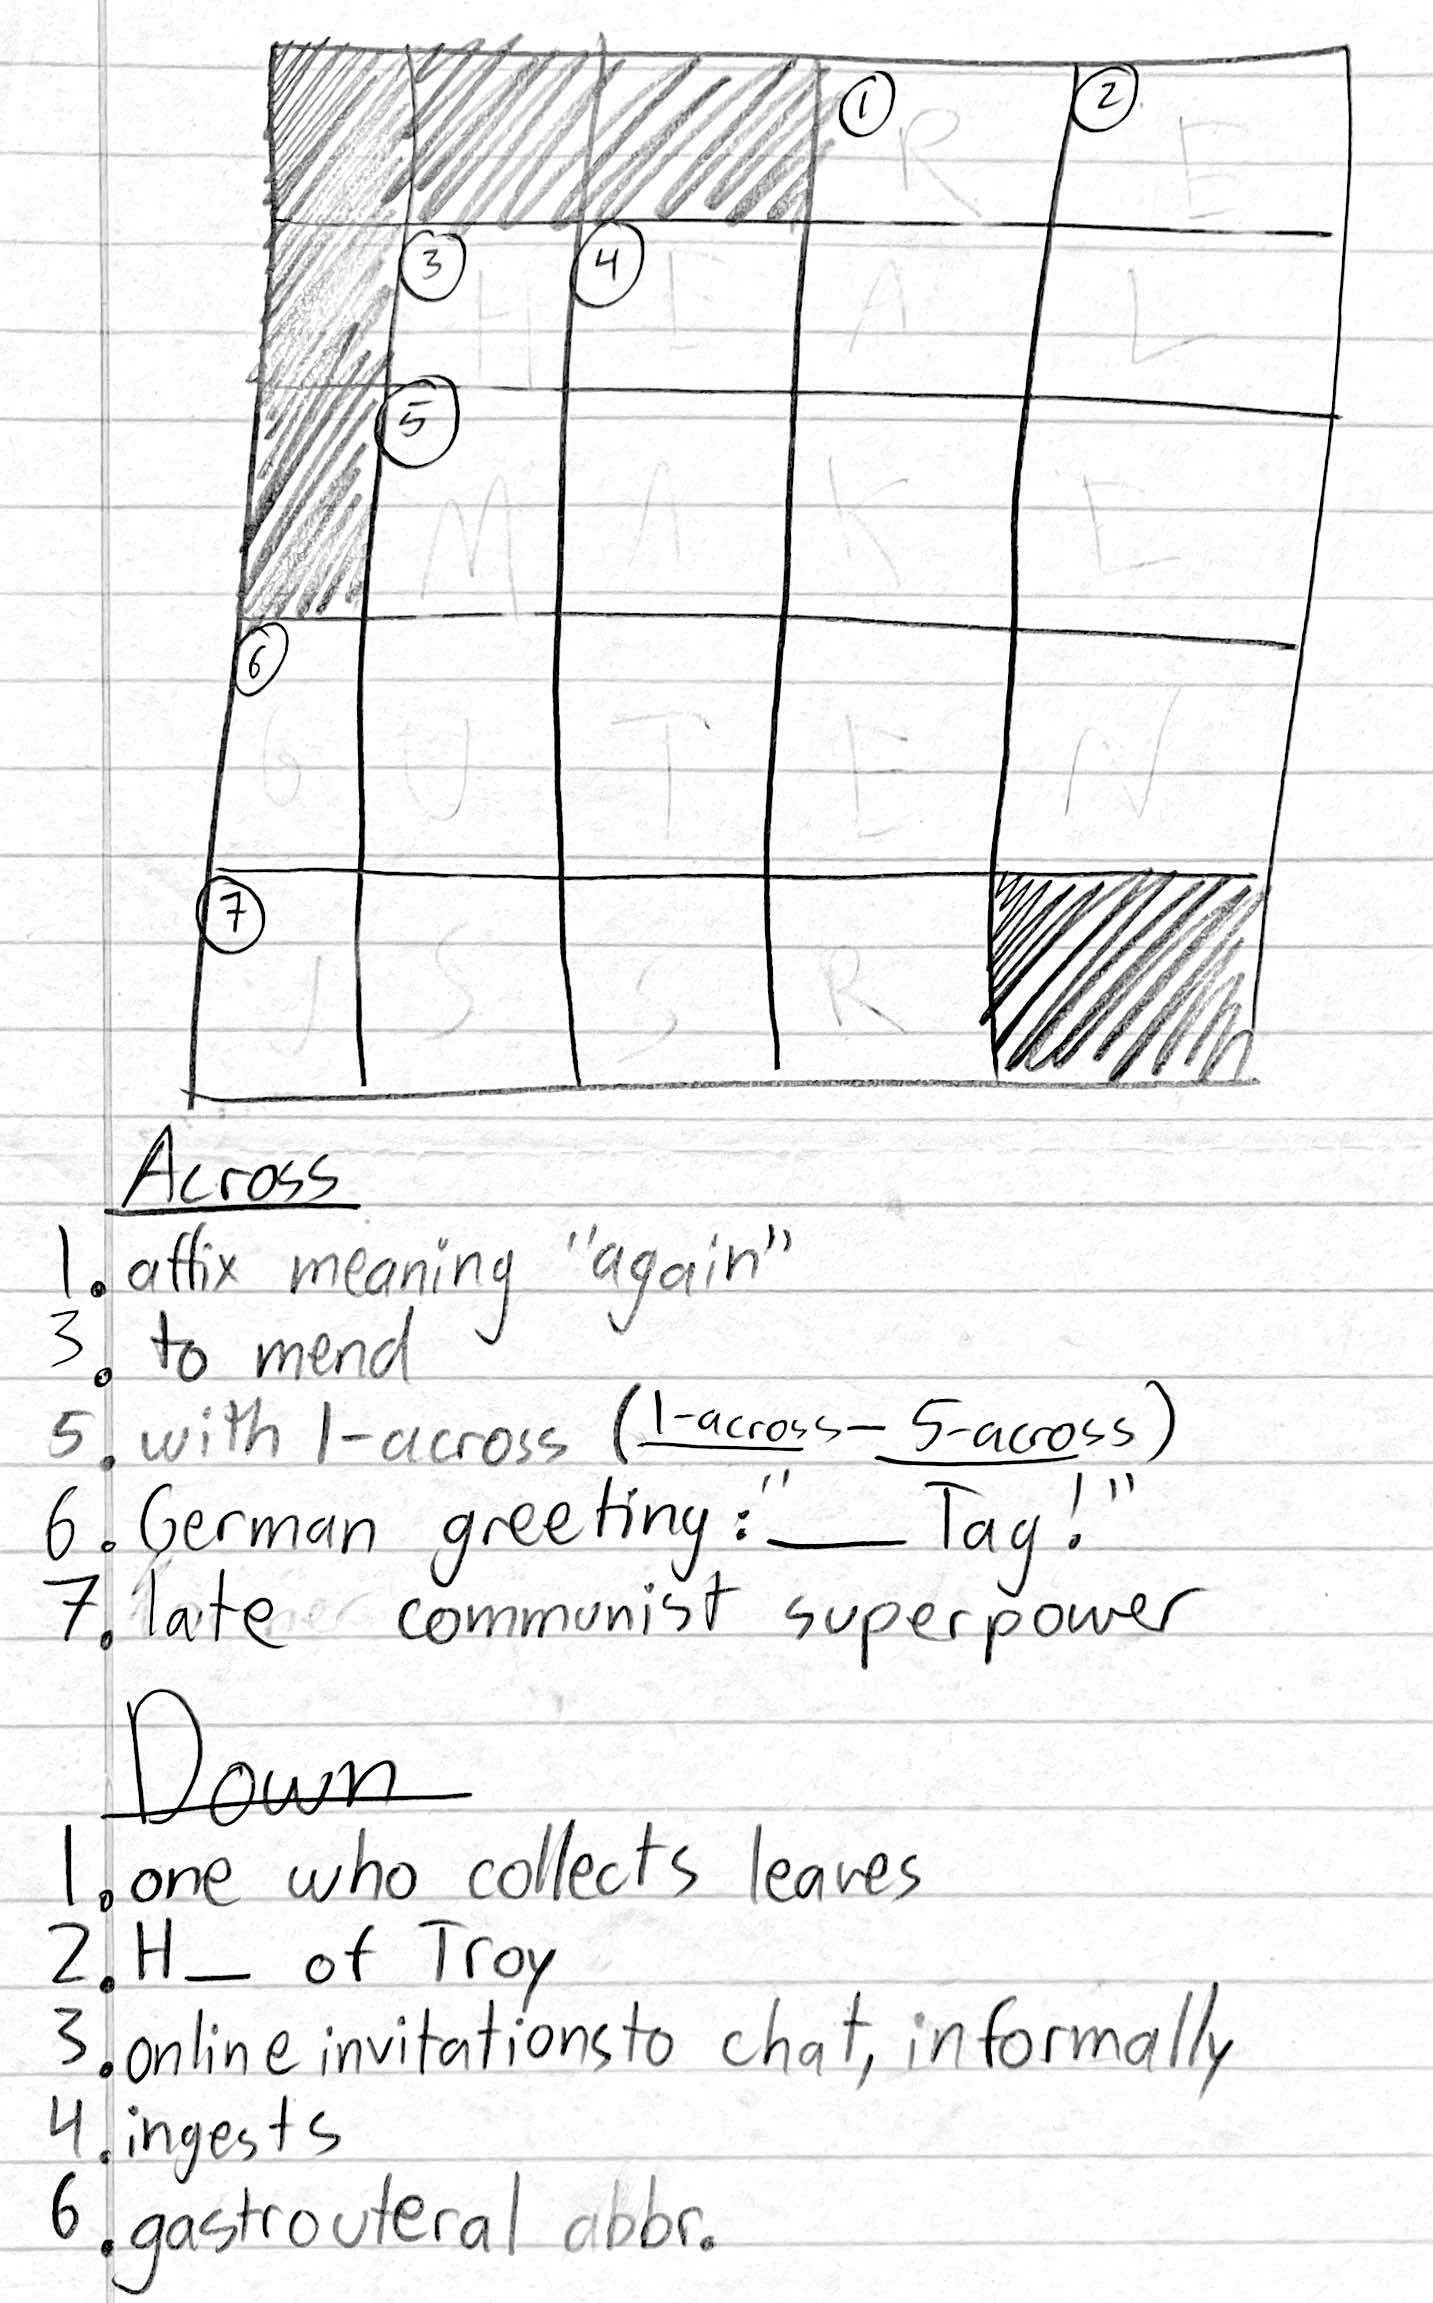 1 R 2 E
3 H 4 E A L
5 M A K E
6 G U T E N
7 U S S R
Across
1. affix meaning "again"
3. to mend
5. with 1-across (1-across- 5-across)
6. German greeting: "__ Tag!"
7. late communist superpower
Down
1. one who collects leaves
2. H_ of Troy
3. online invitations to chat, informally
4. ingests
6. gastrouteral abbr.